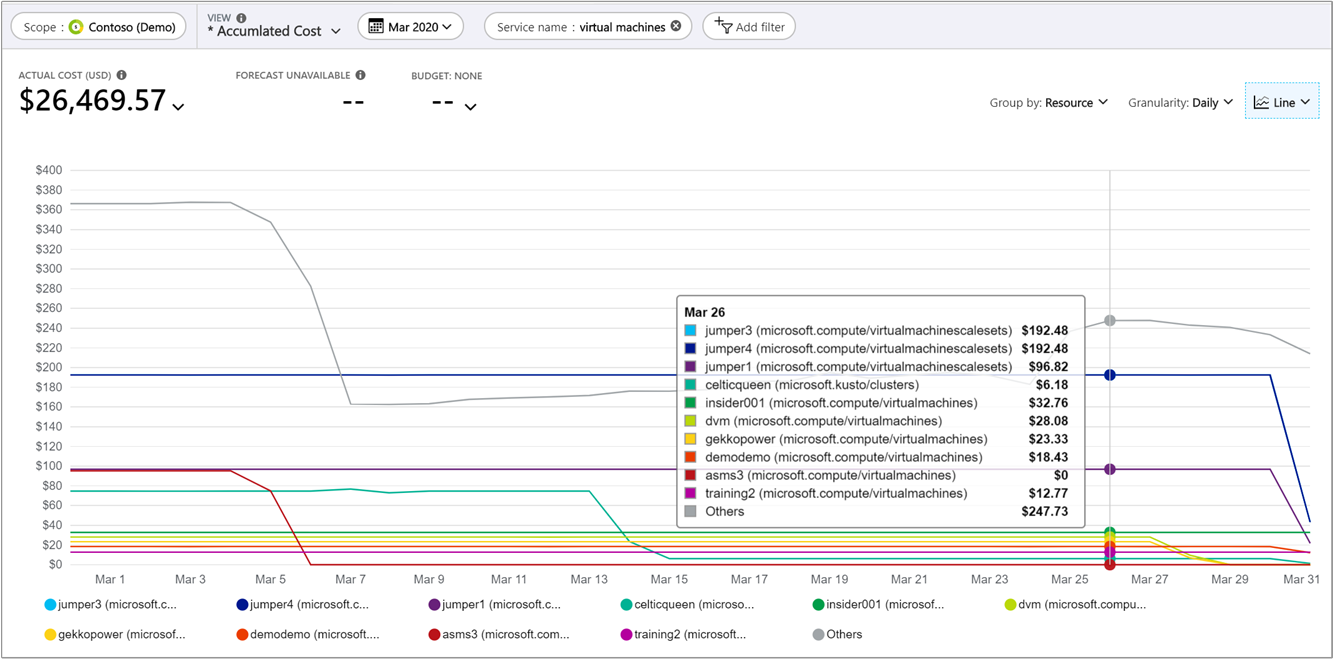 Scope : Contoso (Demo)
VIEW
* Accumlated Cost
Mar 2020
Service name : virtual machines
Add filter
ACTUAL COST (USD)
$26,469.57
FORECAST UNAVAILABLE
--
BUDGET: NONE
--
Group by: Resource
Granularity: Daily
Line
$400
$380
$360
$340
$320
$300
$280
$260
$240
$220
$200
$180
$160
$140
$120
$100
$80
$60
$40
$20
$0
Mar 26
jumper3 (microsoft.compute/virtualmachinescalesets) $192.48
jumper4 (microsoft.compute/virtualmachinescalesets) $192.48
jumper1 (microsoft.compute/virtualmachinescalesets) $96.82
celticqueen (microsoft.kusto/clusters) $6.18
insider001 (microsoft.compute/virtualmachines) $32.76
dvm (microsoft.compute/virtualmachines) $28.08
gekkopower (microsoft.compute/virtualmachines) $23.33
demodemo (microsoft.compute/virtualmachines) $18.43
asms3 (microsoft.compute/virtualmachines) $0
training2 (microsoft.compute/virtualmachines) $12.77
Others $247.73
Mar 1 Mar 3 Mar 5 Mar 7 Mar 9 Mar 11 Mar 13 Mar 15 Mar 17 Mar 19 Mar 21 Mar 23 Mar 25 Mar 27 Mar 29 Mar 31
jumper3 (microsoft.c... jumper4 (microsoft.c... jumper1 (microsoft.c... celticqueen (microso... insider001 (microsof... dvm (microsoft.compu...
gekkopower (microsof... demodemo (microsoft.... asms3 (microsoft.com... training2 (microsoft... Others